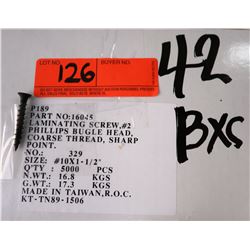 LOT NO.
126
BUYER NO.
42
BXS
P189
PART NO:16045
LAMINATING SCREW,#2
PHILLIPS BUGLE HEAD,
COARSE THREAD, SHARP
POINT.
NO.: 329
SIZE: #10X1-1/2"
Q'TY: 5000 PCS
N.WT.: 16.8 KGS
G.WT.: 17.3 KGS
MADE IN TAIWAN,R.O.C.
KT-TN89-1506